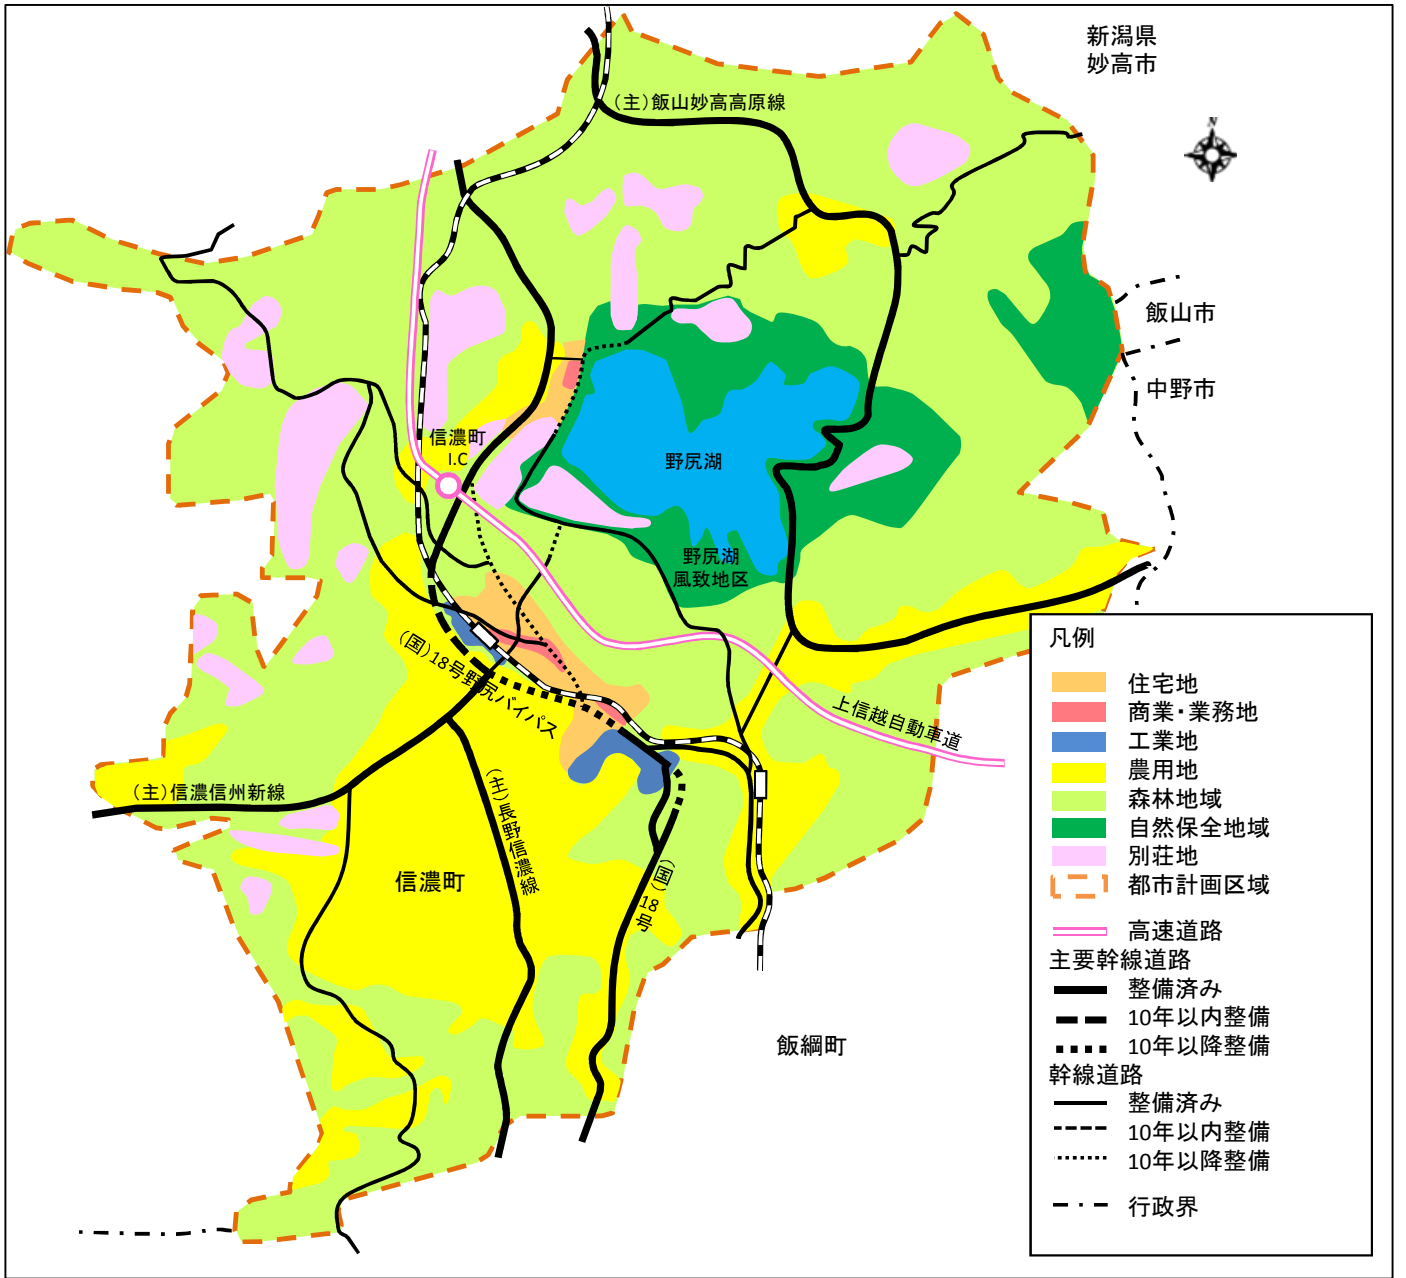 新潟県
妙高市
N
(主)飯山妙高高原線
飯山市
中野市
信濃町
I.C
野尻湖
野尻湖
風致地区
(国)18号野尻バイパス
上信越自動車道
(主)信濃信州新線
(主)長野信濃線
(国)18号
信濃町
飯綱町
凡例
住宅地
商業・業務地
工業地
農用地
森林地域
自然保全地域
別荘地
都市計画区域
高速道路
主要幹線道路
整備済み
10年以内整備
10年以降整備
幹線道路
整備済み
10年以内整備
10年以降整備
行政界